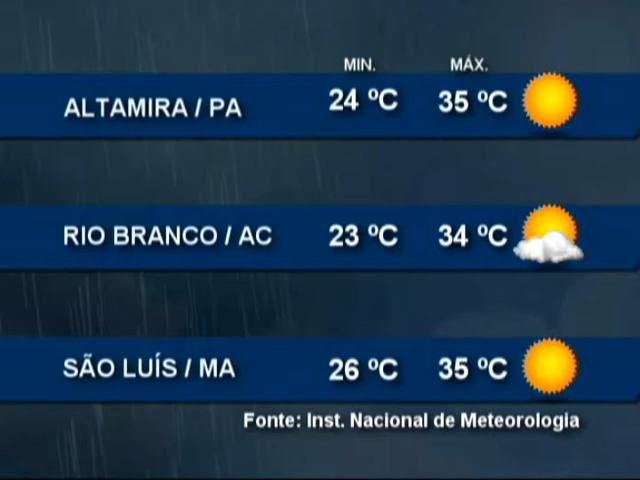 MIN. MÁX.
ALTAMIRA / PA 24 ºC 35 ºC
RIO BRANCO / AC 23 ºC 34 ºC
SÃO LUÍS / MA 26 ºC 35 ºC
Fonte: Inst. Nacional de Meteorologia